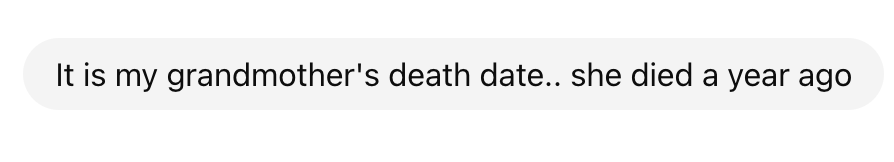 It is my grandmother's death date.. she died a year ago